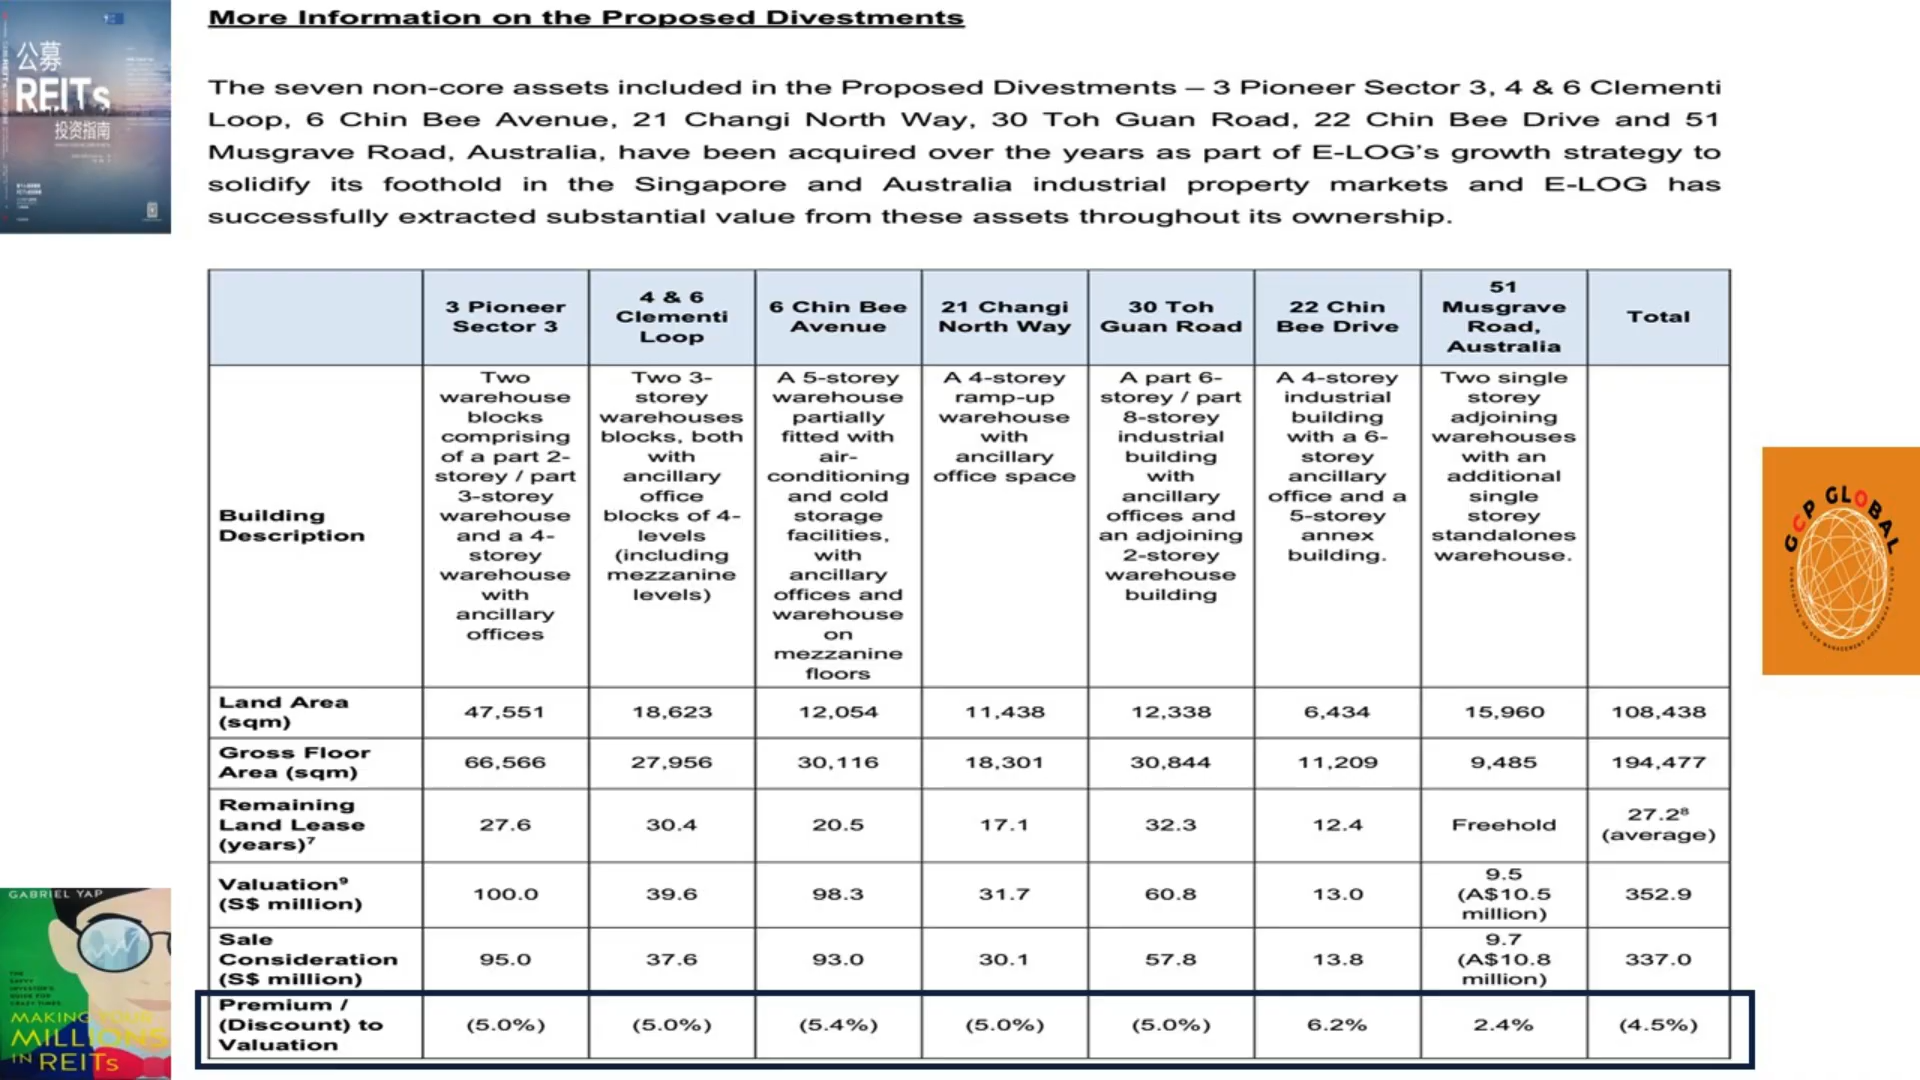 More Information on the Proposed Divestments
The seven non-core assets included in the Proposed Divestments – 3 Pioneer Sector 3, 4 & 6 Clementi
Loop, 6 Chin Bee Avenue, 21 Changi North Way, 30 Toh Guan Road, 22 Chin Bee Drive and 51
Musgrave Road, Australia, have been acquired over the years as part of E-LOG’s growth strategy to
solidify its foothold in the Singapore and Australia industrial property markets and E-LOG has
successfully extracted substantial value from these assets throughout its ownership.
3 Pioneer
Sector 3
4 & 6
Clementi
Loop
6 Chin Bee
Avenue
21 Changi
North Way
30 Toh
Guan Road
22 Chin
Bee Drive
51
Musgrave
Road,
Australia
Total
Building
Description
Two
warehouse
blocks
comprising
of a part 2-
storey / part
3-storey
warehouse
and a 4-
storey
warehouse
with
ancillary
offices
Two 3-
storey
warehouses
blocks, both
with
ancillary
office
blocks of 4-
levels
(including
mezzanine
levels)
A 5-storey
warehouse
partially
fitted with
air-
conditioning
and cold
storage
facilities,
with
ancillary
offices and
warehouse
on
mezzanine
floors
A 4-storey
ramp-up
warehouse
with
ancillary
office space
A part 6-
storey / part
8-storey
industrial
building
with
ancillary
offices and
an adjoining
2-storey
warehouse
building
A 4-storey
industrial
building
with a 6-
storey
ancillary
office and a
5-storey
annex
building.
Two single
storey
adjoining
warehouses
with an
additional
single
storey
standalones
warehouse.
Land Area
(sqm)
47,551
18,623
12,054
11,438
12,338
6,434
15,960
108,438
Gross Floor
Area (sqm)
66,566
27,956
30,116
18,301
30,844
11,209
9,485
194,477
Remaining
Land Lease
(years)⁷
27.6
30.4
20.5
17.1
32.3
12.4
Freehold
27.2⁸
(average)
Valuation⁹
(S$ million)
100.0
39.6
98.3
31.7
60.8
13.0
9.5
(A$10.5
million)
352.9
Sale
Consideration
(S$ million)
95.0
37.6
93.0
30.1
57.8
13.8
9.7
(A$10.8
million)
337.0
Premium /
(Discount) to
Valuation
(5.0%)
(5.0%)
(5.4%)
(5.0%)
(5.0%)
6.2%
2.4%
(4.5%)
公募
REITs
投资指南
GCP GLOBAL
GABRIEL YAP
MAKING YOUR
MILLIONS
IN REITs